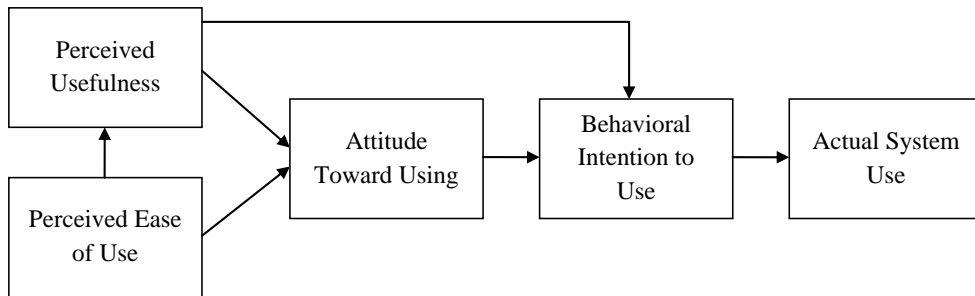 Perceived
Usefulness
Perceived Ease
of Use
Attitude
Toward Using
Behavioral
Intention to
Use
Actual System
Use